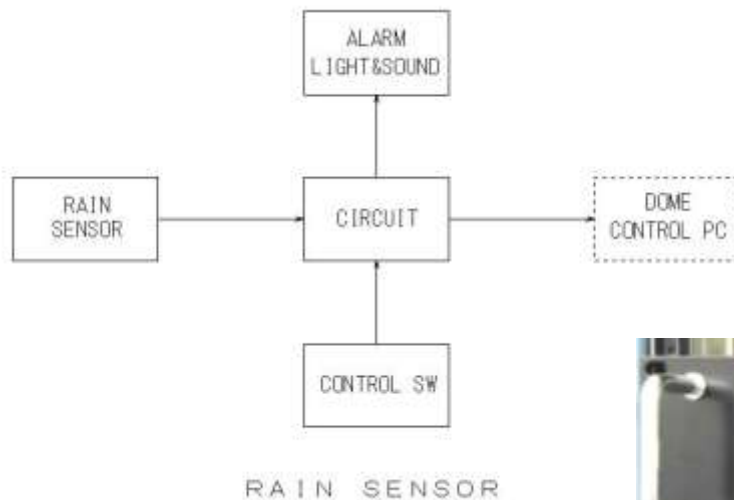 ALARM
LIGHT&SOUND
RAIN
SENSOR
CIRCUIT
DOME
CONTROL PC
CONTROL SW
RAIN SENSOR